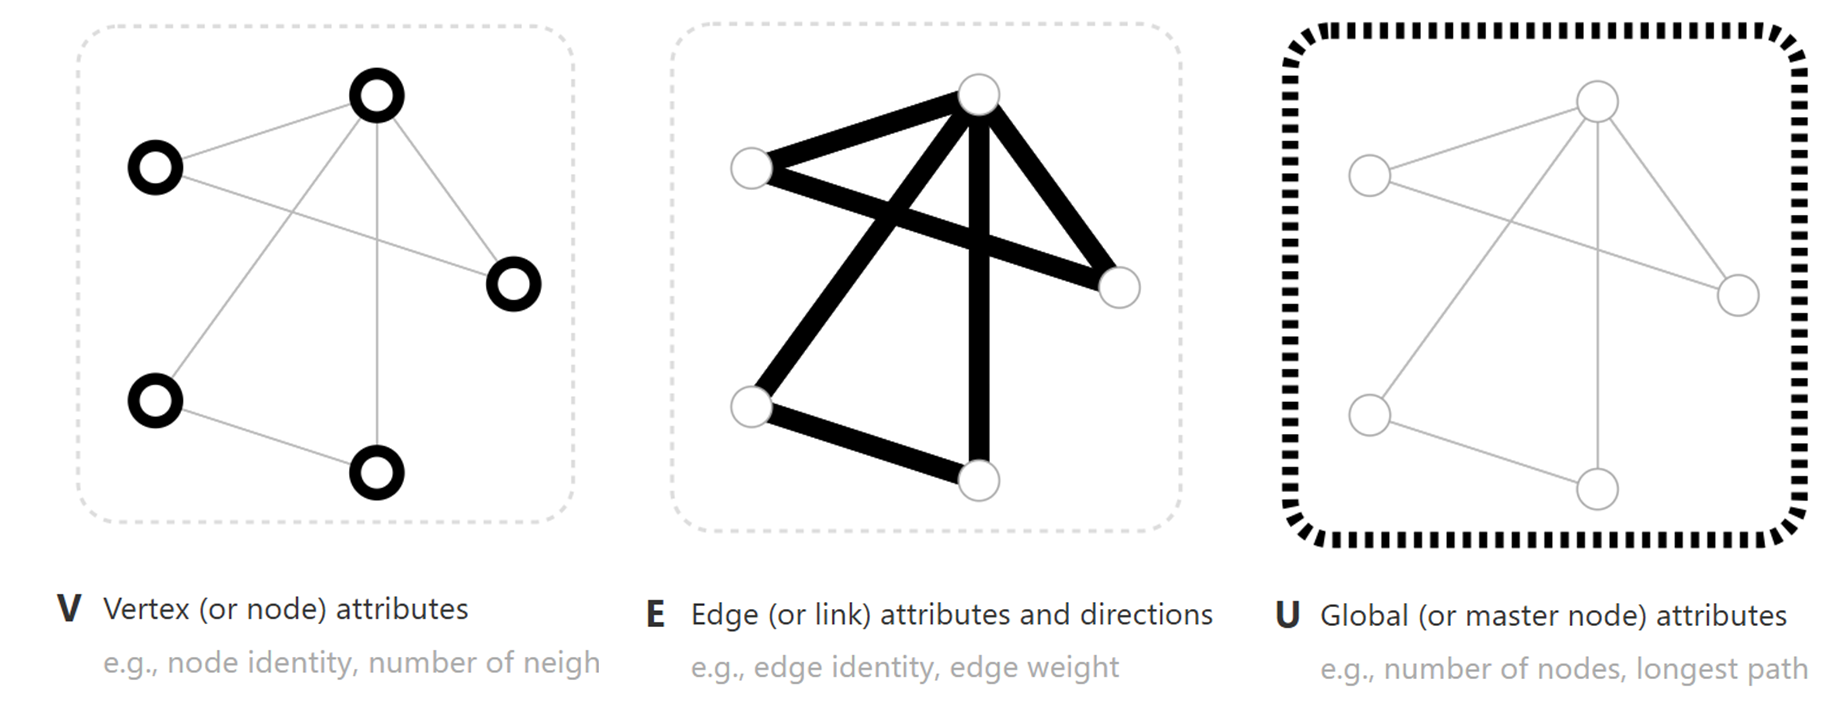 V Vertex (or node) attributes
e.g., node identity, number of neigh
E Edge (or link) attributes and directions
e.g., edge identity, edge weight
U Global (or master node) attributes
e.g., number of nodes, longest path